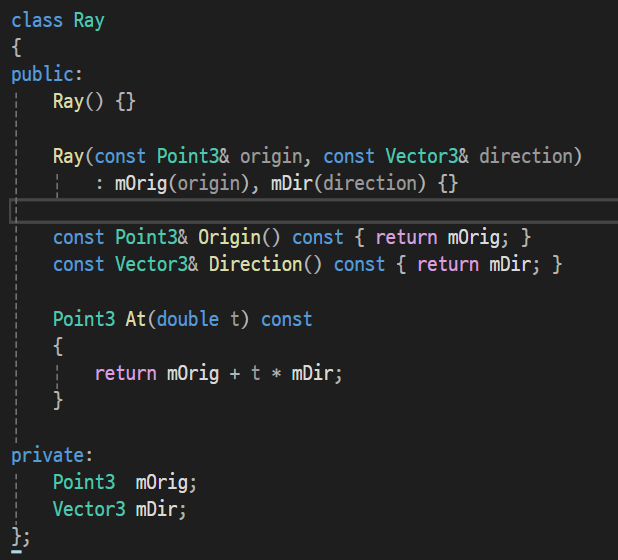 class Ray
{
public:
    Ray() {}

    Ray(const Point3& origin, const Vector3& direction)
        : mOrig(origin), mDir(direction) {}

    const Point3& Origin() const { return mOrig; }
    const Vector3& Direction() const { return mDir; }

    Point3 At(double t) const
    {
        return mOrig + t * mDir;
    }

private:
    Point3  mOrig;
    Vector3 mDir;
};